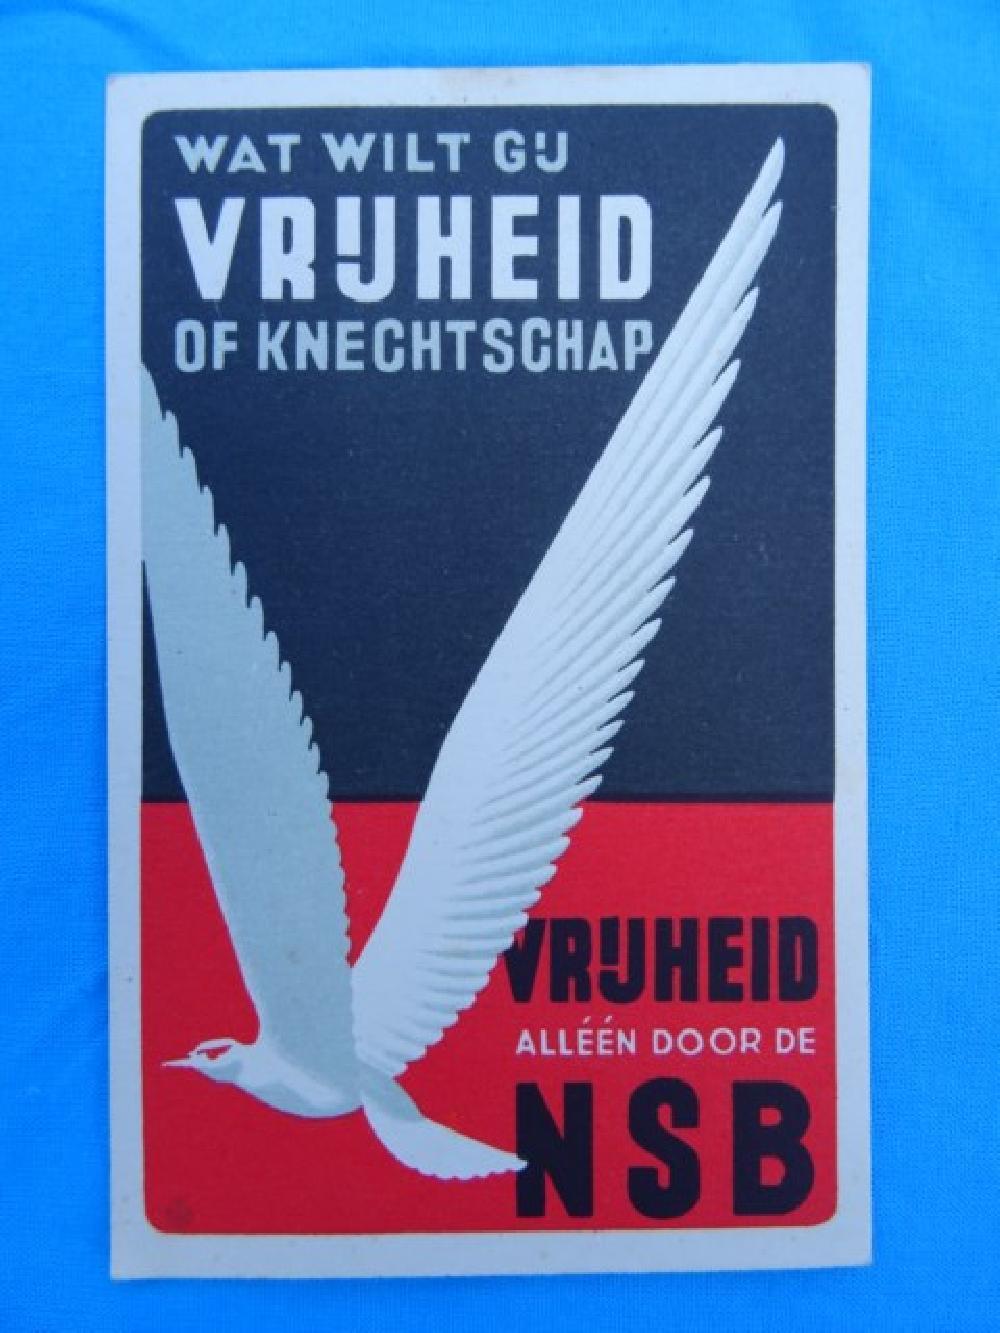 WAT WILT GIJ
VRIJHEID
OF KNECHTSCHAP
VRIJHEID
ALLÉÉN DOOR DE
NSB